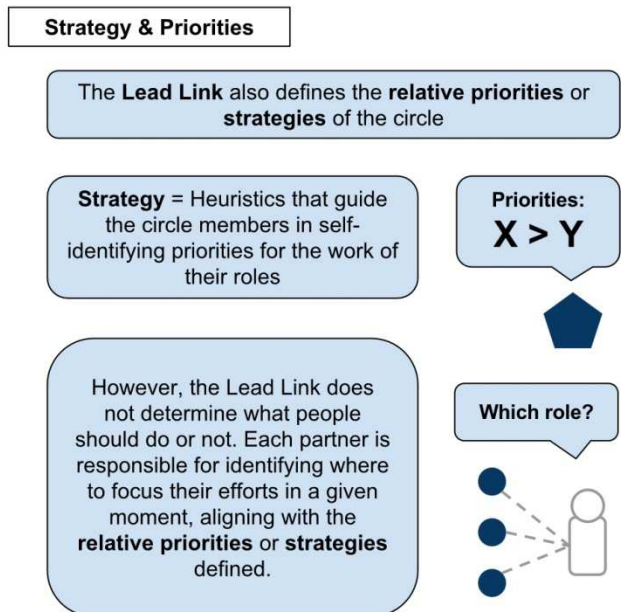 Strategy & Priorities
The Lead Link also defines the relative priorities or
strategies of the circle
Strategy = Heuristics that guide
the circle members in self-
identifying priorities for the work of
their roles
Priorities:
X > Y
However, the Lead Link does
not determine what people
should do or not. Each partner is
responsible for identifying where
to focus their efforts in a given
moment, aligning with the
relative priorities or strategies
defined.
Which role?